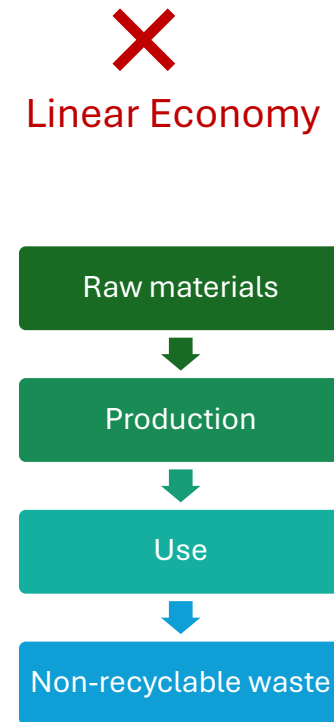 Linear Economy
Raw materials
Production
Use
Non-recyclable waste